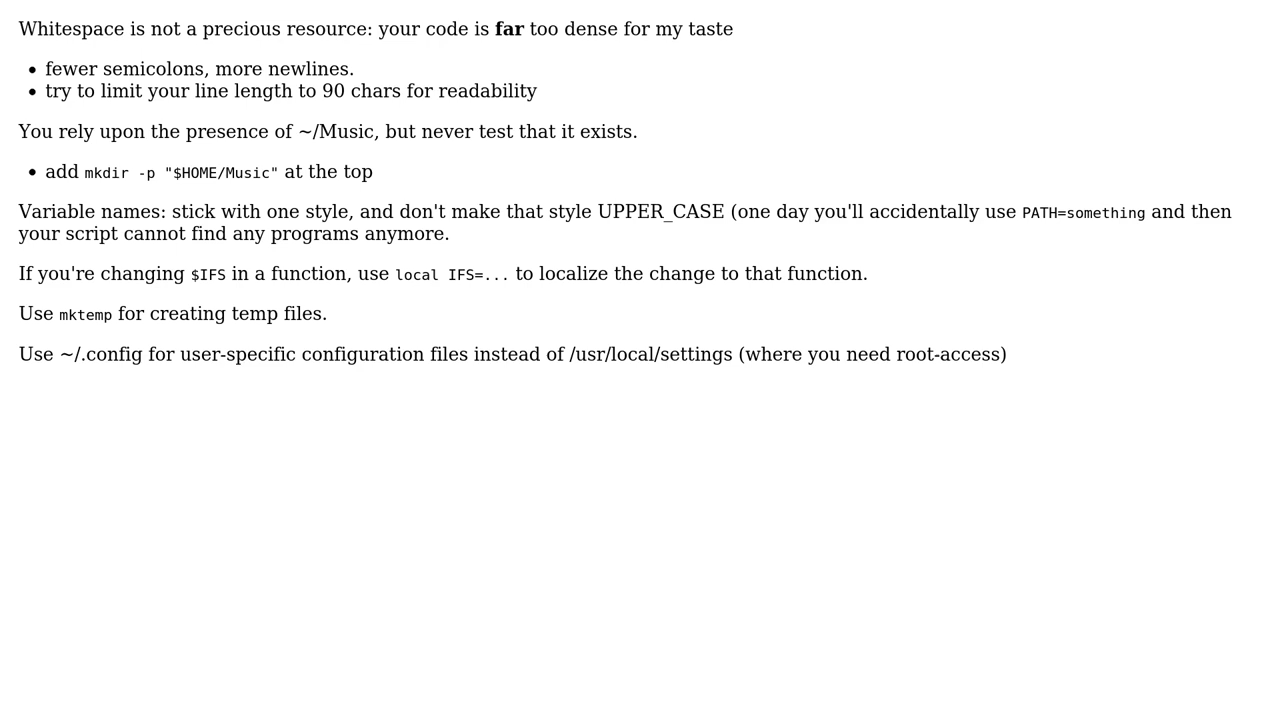 Whitespace is not a precious resource: your code is far too dense for my taste
• fewer semicolons, more newlines.
• try to limit your line length to 90 chars for readability
You rely upon the presence of ~/Music, but never test that it exists.
• add mkdir -p "$HOME/Music" at the top
Variable names: stick with one style, and don't make that style UPPER_CASE (one day you'll accidentally use PATH=something and then
your script cannot find any programs anymore.
If you're changing $IFS in a function, use local IFS=... to localize the change to that function.
Use mktemp for creating temp files.
Use ~/.config for user-specific configuration files instead of /usr/local/settings (where you need root-access)